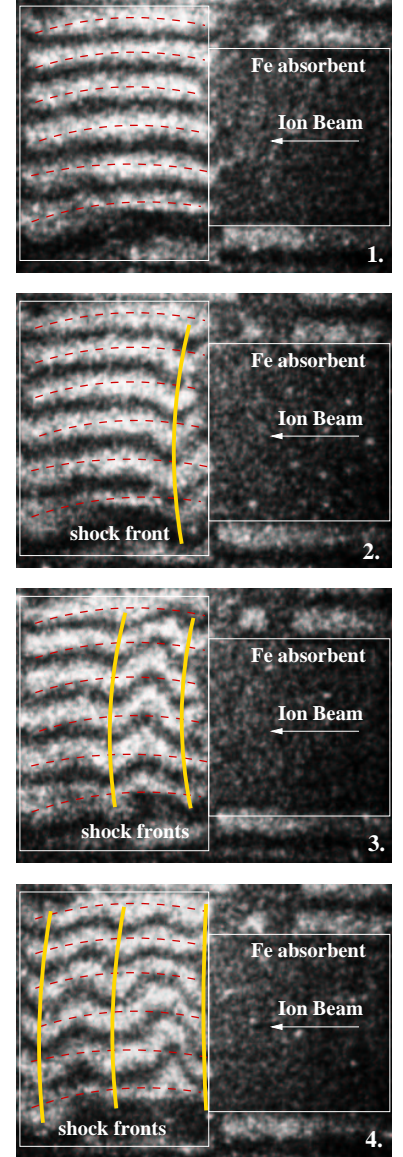 Fe absorbent
Ion Beam
1.
Fe absorbent
Ion Beam
shock front
2.
Fe absorbent
Ion Beam
shock fronts
3.
Fe absorbent
Ion Beam
shock fronts
4.